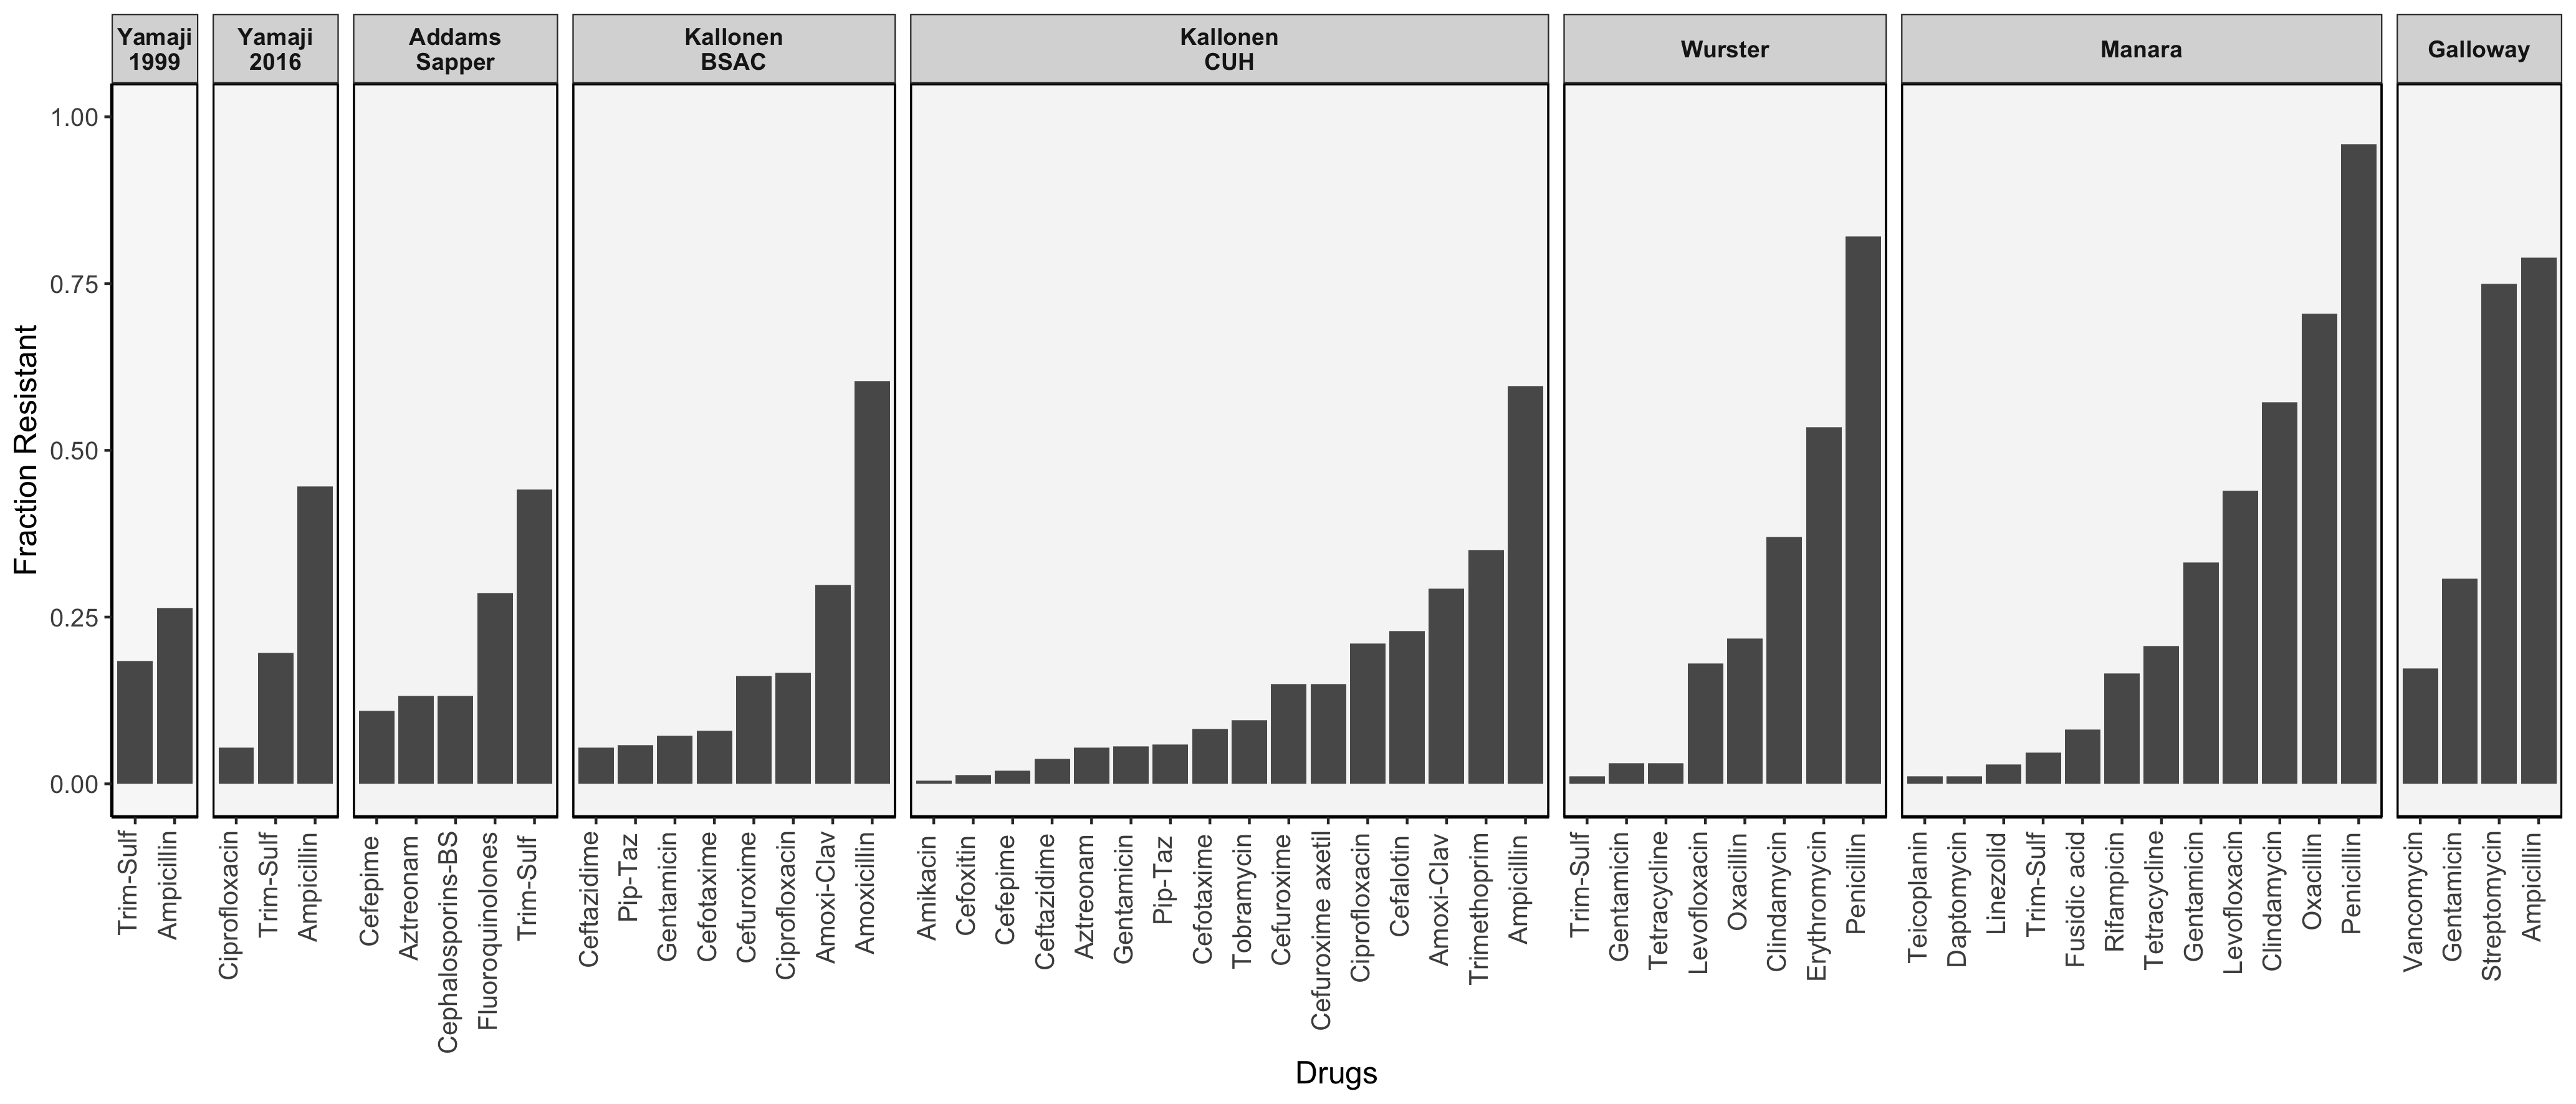 Yamaji
1999
Yamaji
2016
Addams
Sapper
Kallonen
BSAC
Kallonen
CUH
Wurster
Manara
Galloway
Fraction Resistant
1.00
0.75
0.50
0.25
0.00
Trim-Sulf
Ampicillin
Ciprofloxacin
Trim-Sulf
Ampicillin
Cefepime
Aztreonam
Cephalosporins-BS
Fluoroquinolones
Trim-Sulf
Ceftazidime
Pip-Taz
Gentamicin
Cefotaxime
Cefuroxime
Ciprofloxacin
Amoxi-Clav
Amoxicillin
Amikacin
Cefoxitin
Cefepime
Ceftazidime
Aztreonam
Gentamicin
Pip-Taz
Cefotaxime
Tobramycin
Cefuroxime
Cefuroxime axetil
Ciprofloxacin
Cefalotin
Amoxi-Clav
Trimethoprim
Ampicillin
Trim-Sulf
Gentamicin
Tetracycline
Levofloxacin
Oxacillin
Clindamycin
Erythromycin
Penicillin
Teicoplanin
Daptomycin
Linezolid
Trim-Sulf
Fusidic acid
Rifampicin
Tetracycline
Gentamicin
Levofloxacin
Clindamycin
Oxacillin
Penicillin
Vancomycin
Gentamicin
Streptomycin
Ampicillin
Drugs